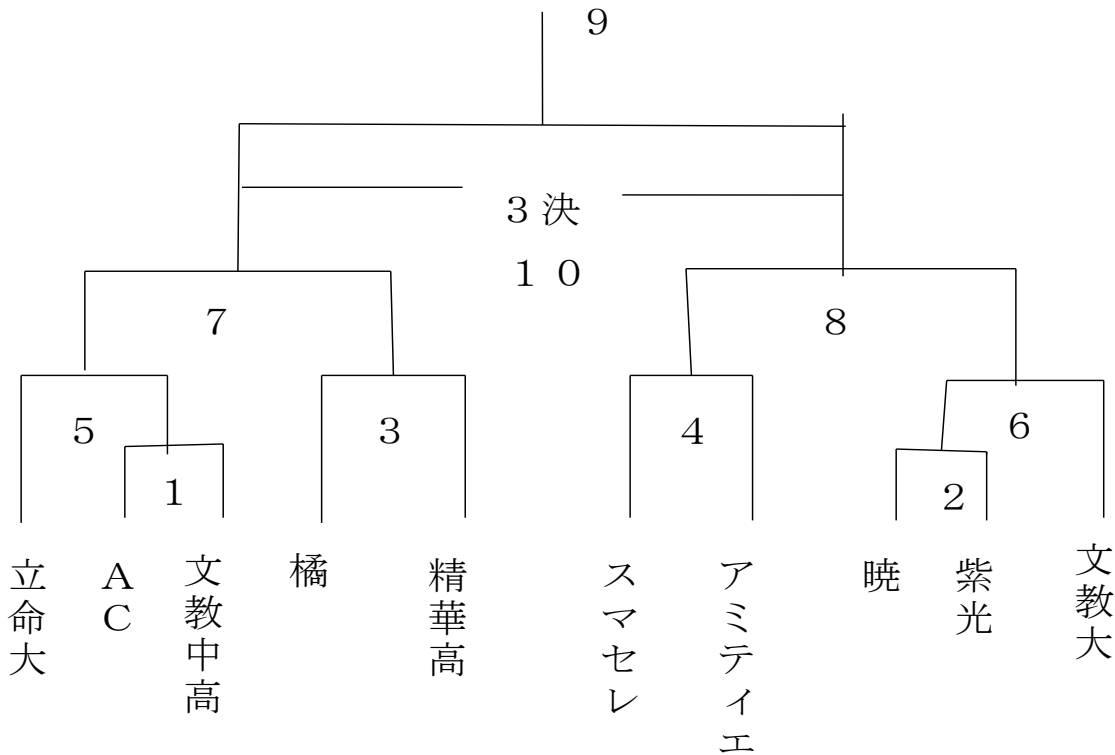 ９
３決
１０
７
８
５
３
４
６
１
２
立命大
ＡＣ
文教中高
橘
精華高
スマセレ
アミティエ
暁
紫光
文教大